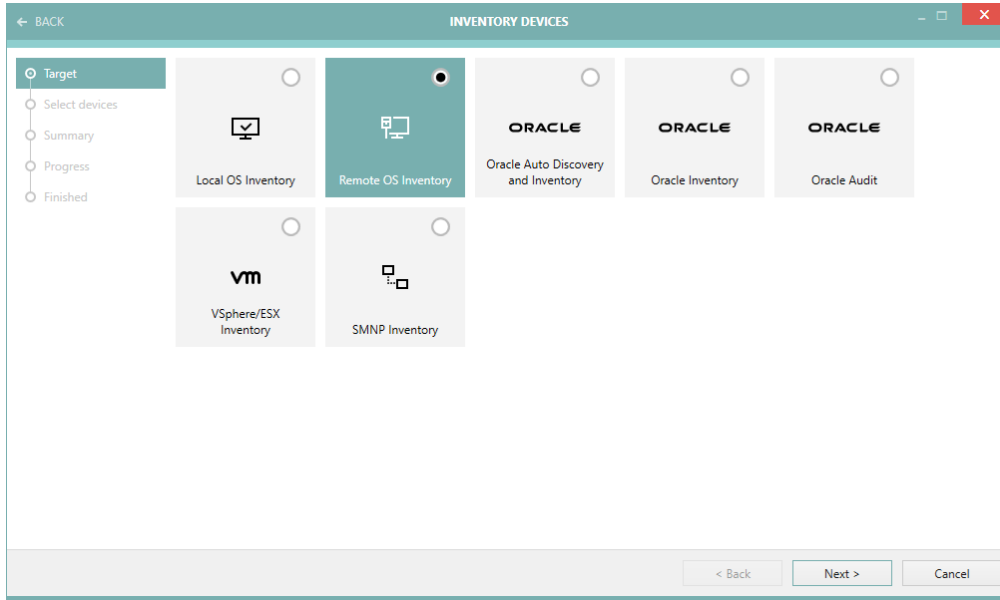 ← BACK
INVENTORY DEVICES
Target
Select devices
Summary
Progress
Finished
Local OS Inventory
Remote OS Inventory
ORACLE
Oracle Auto Discovery
and Inventory
ORACLE
Oracle Inventory
ORACLE
Oracle Audit
vm
VSphere/ESX
Inventory
SMNP Inventory
< Back
Next >
Cancel